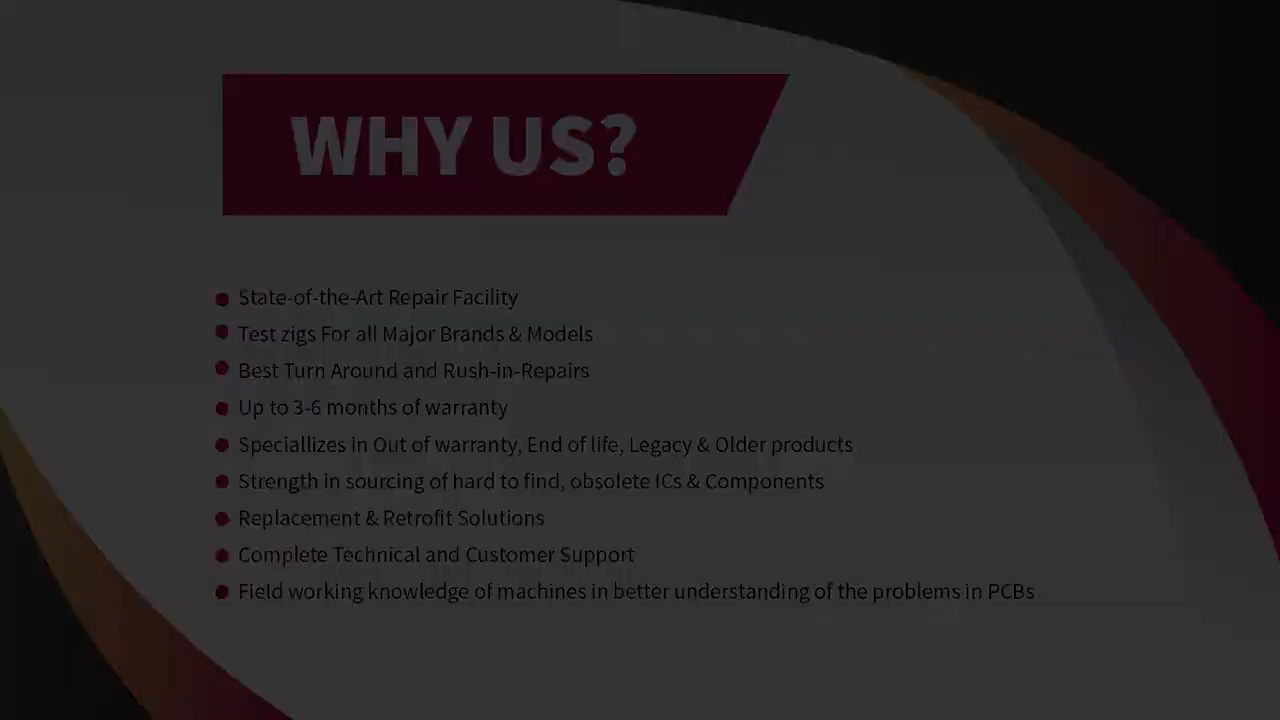 WHY US?
State-of-the-Art Repair Facility
Test zigs For all Major Brands & Models
Best Turn Around and Rush-in-Repairs
Up to 3-6 months of warranty
Speciallizes in Out of warranty, End of life, Legacy & Older products
Strength in sourcing of hard to find, obsolete ICs & Components
Replacement & Retrofit Solutions
Complete Technical and Customer Support
Field working knowledge of machines in better understanding of the problems in PCBs